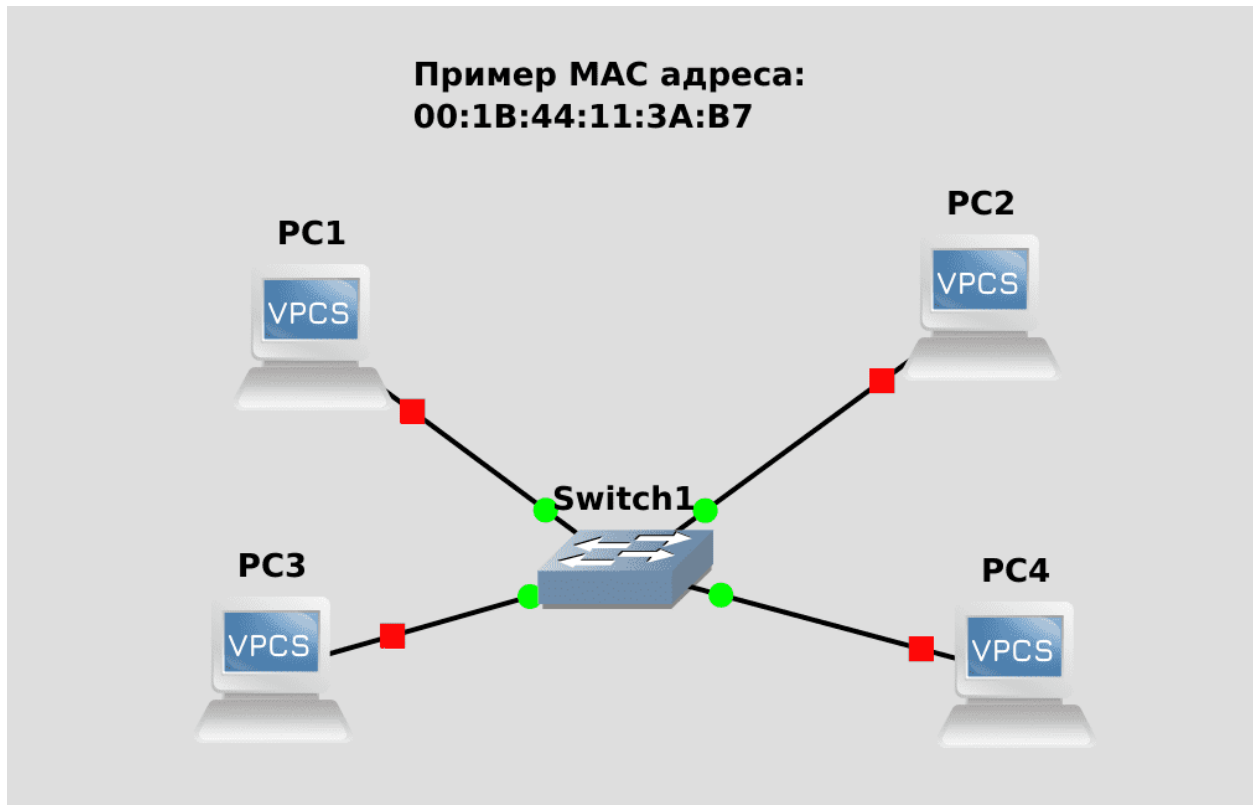 Пример MAC адреса:
00:1B:44:11:3A:B7
PC1
PC2
VPCS
VPCS
Switch1
PC3
PC4
VPCS
VPCS